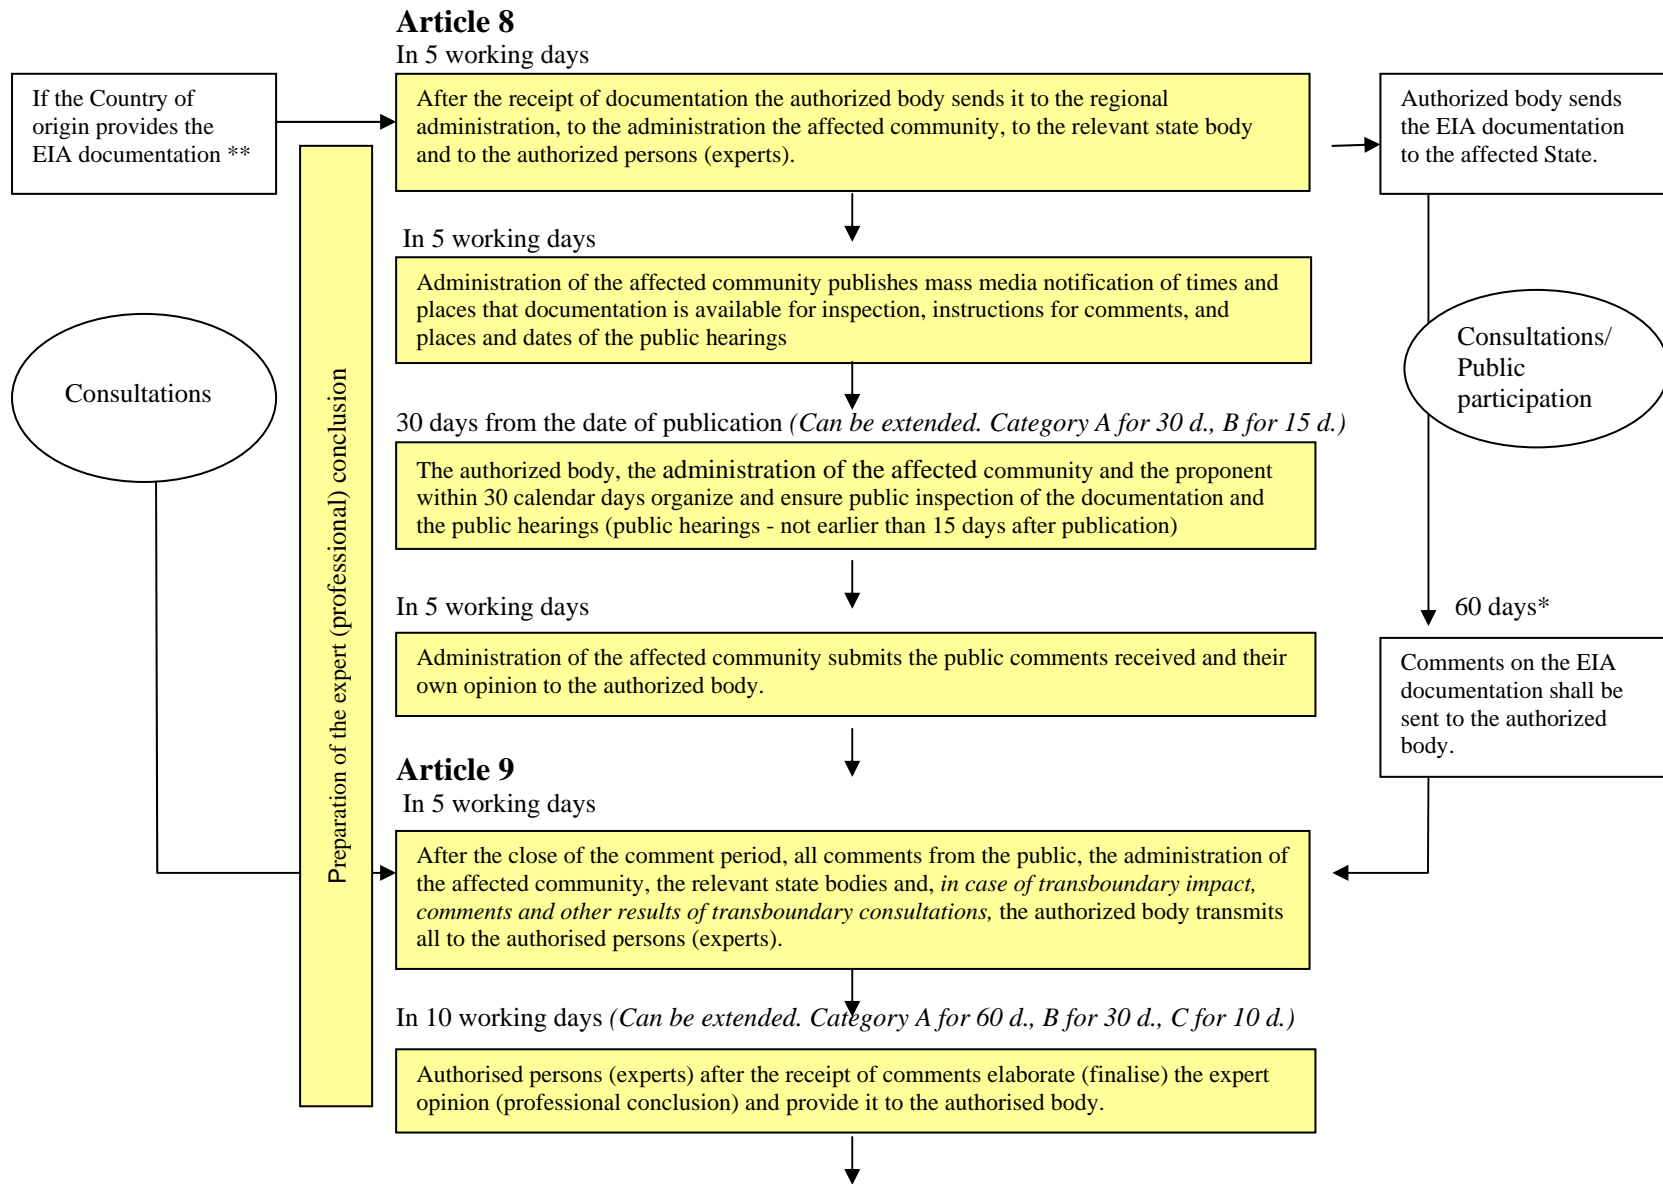 Article 8
In 5 working days
If the Country of
origin provides the
EIA documentation **
After the receipt of documentation the authorized body sends it to the regional
administration, to the administration the affected community, to the relevant state body
and to the authorized persons (experts).
Authorized body sends
the EIA documentation
to the affected State.
In 5 working days
Administration of the affected community publishes mass media notification of times and
places that documentation is available for inspection, instructions for comments, and
places and dates of the public hearings
Consultations
Preparation of the expert (professional) conclusion
Consultations/
Public
participation
30 days from the date of publication (Can be extended. Category A for 30 d., B for 15 d.)
The authorized body, the administration of the affected community and the proponent
within 30 calendar days organize and ensure public inspection of the documentation and
the public hearings (public hearings - not earlier than 15 days after publication)
In 5 working days
60 days*
Administration of the affected community submits the public comments received and their
own opinion to the authorized body.
Comments on the EIA
documentation shall be
sent to the authorized
body.
Article 9
In 5 working days
After the close of the comment period, all comments from the public, the administration of
the affected community, the relevant state bodies and, in case of transboundary impact,
comments and other results of transboundary consultations, the authorized body transmits
all to the authorised persons (experts).
In 10 working days (Can be extended. Category A for 60 d., B for 30 d., C for 10 d.)
Authorised persons (experts) after the receipt of comments elaborate (finalise) the expert
opinion (professional conclusion) and provide it to the authorised body.